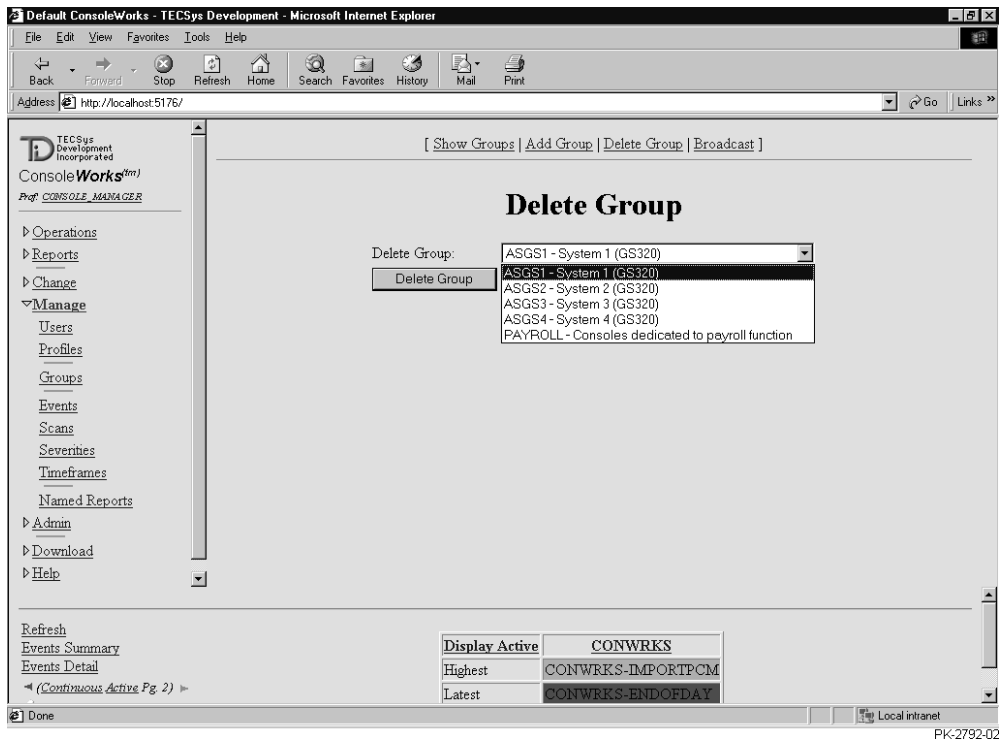 Default ConsoleWorks - TECSys Development - Microsoft Internet Explorer
File Edit View Favorites Tools Help
Back Forward Stop Refresh Home Search Favorites History Mail Print
Address http://localhost:5176/ Go Links »
TECSys
Development
Incorporated
ConsoleWorks(tm)
Prof: CONSOLE_MANAGER
Operations
Reports
Change
Manage
Users
Profiles
Groups
Events
Scans
Severities
Timeframes
Named Reports
Admin
Download
Help
[ Show Groups | Add Group | Delete Group | Broadcast ]
Delete Group
Delete Group: ASGS1 - System 1 (GS320)
Delete Group
ASGS1 - System 1 (GS320)
ASGS2 - System 2 (GS320)
ASGS3 - System 3 (GS320)
ASGS4 - System 4 (GS320)
PAYROLL - Consoles dedicated to payroll function
Refresh
Events Summary
Events Detail
(Continuous Active Pg. 2)
Display Active CONWRKS
Highest CONWRKS-IMPORTPCM
Latest CONWRKS-ENDOFDAY
Done Local intranet
PK-2792-02